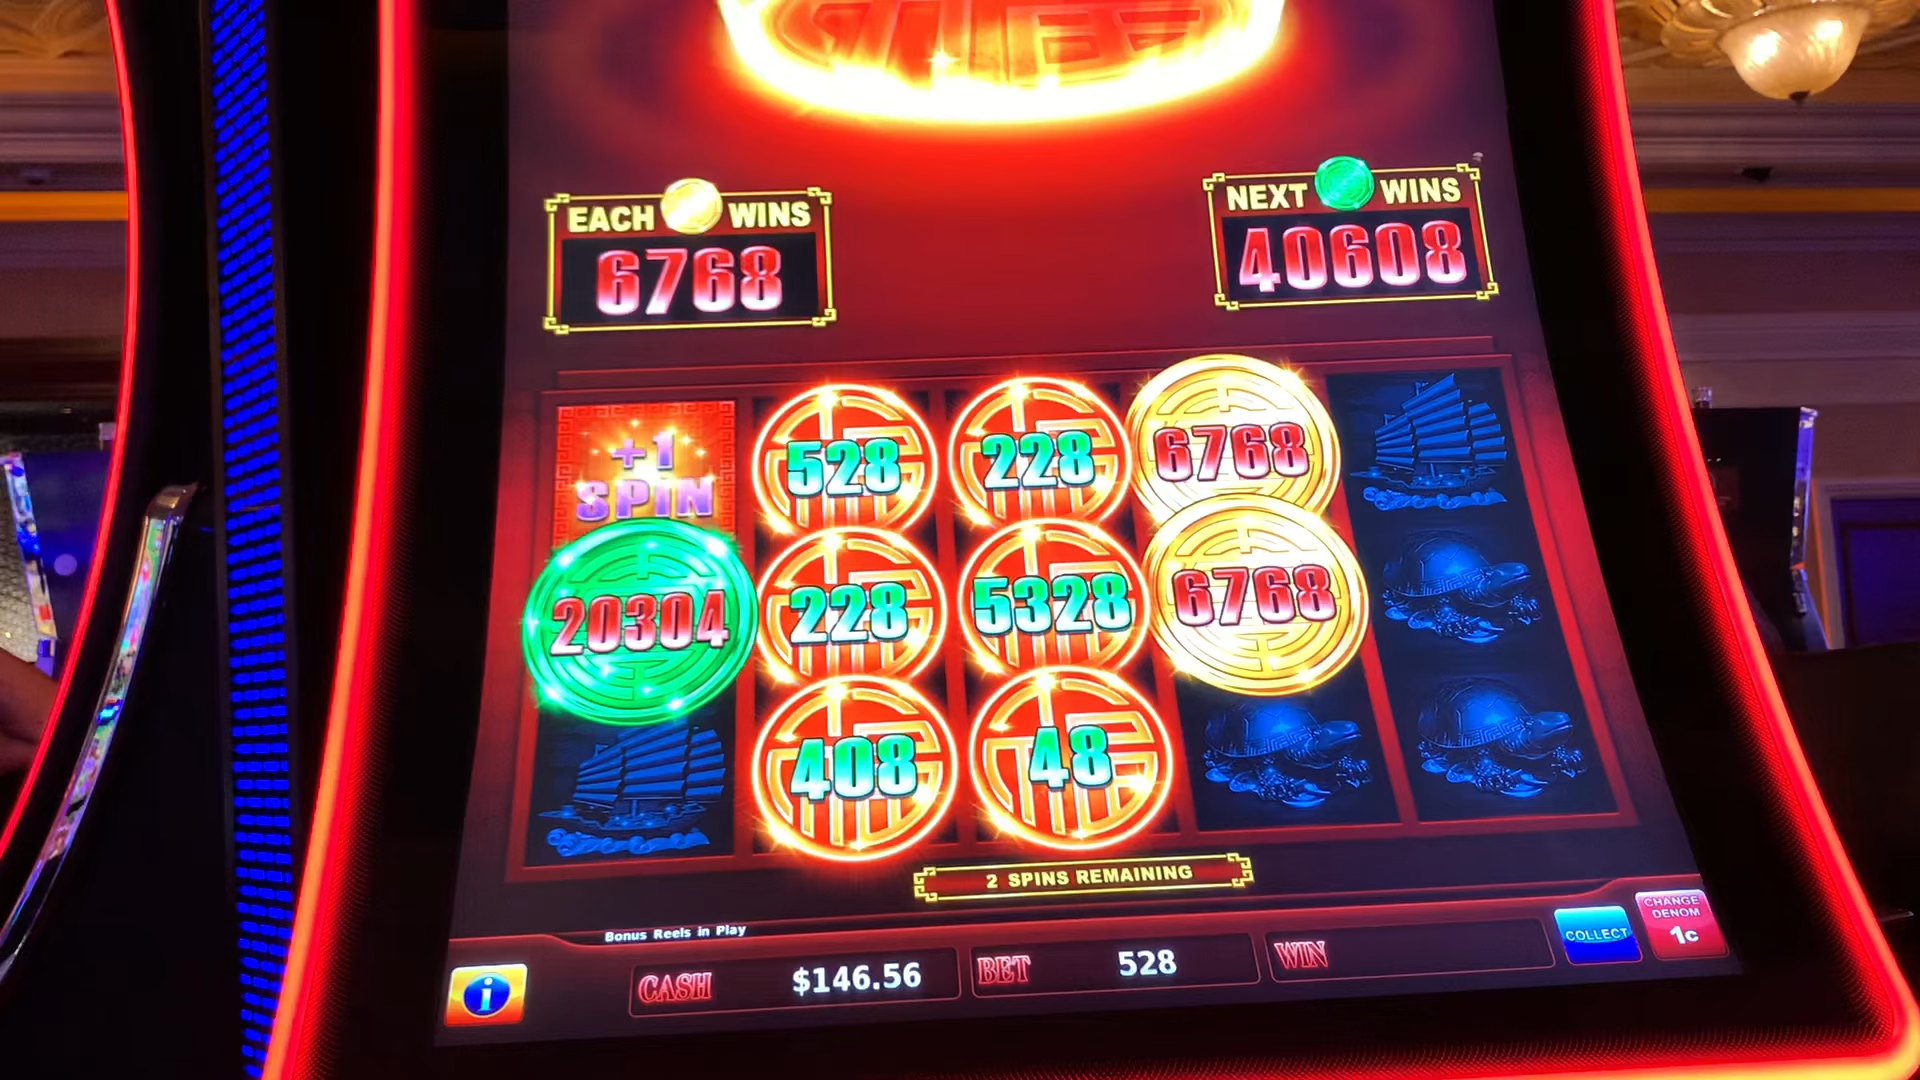 EACH WINS
6768
NEXT WINS
40608
+1
SPIN
528
228
6768
20304
228
5328
6768
408
48
2 SPINS REMAINING
Bonus Reels in Play
CASH $146.56
BET 528
WIN
COLLECT
CHANGE
DENOM
1c
i